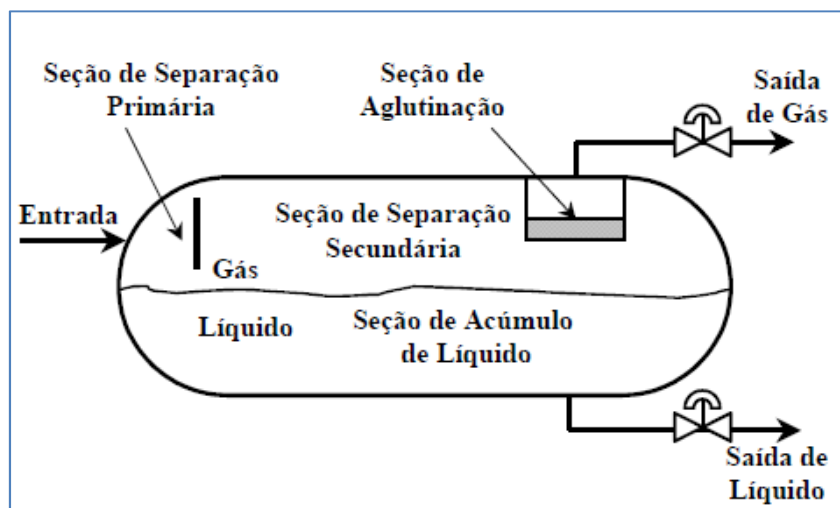 Seção de Separação
Primária
Seção de
Aglutinação
Saída
de Gás
Entrada
Seção de Separação
Secundária
Gás
Líquido
Seção de Acúmulo
de Líquido
Saída de
Líquido